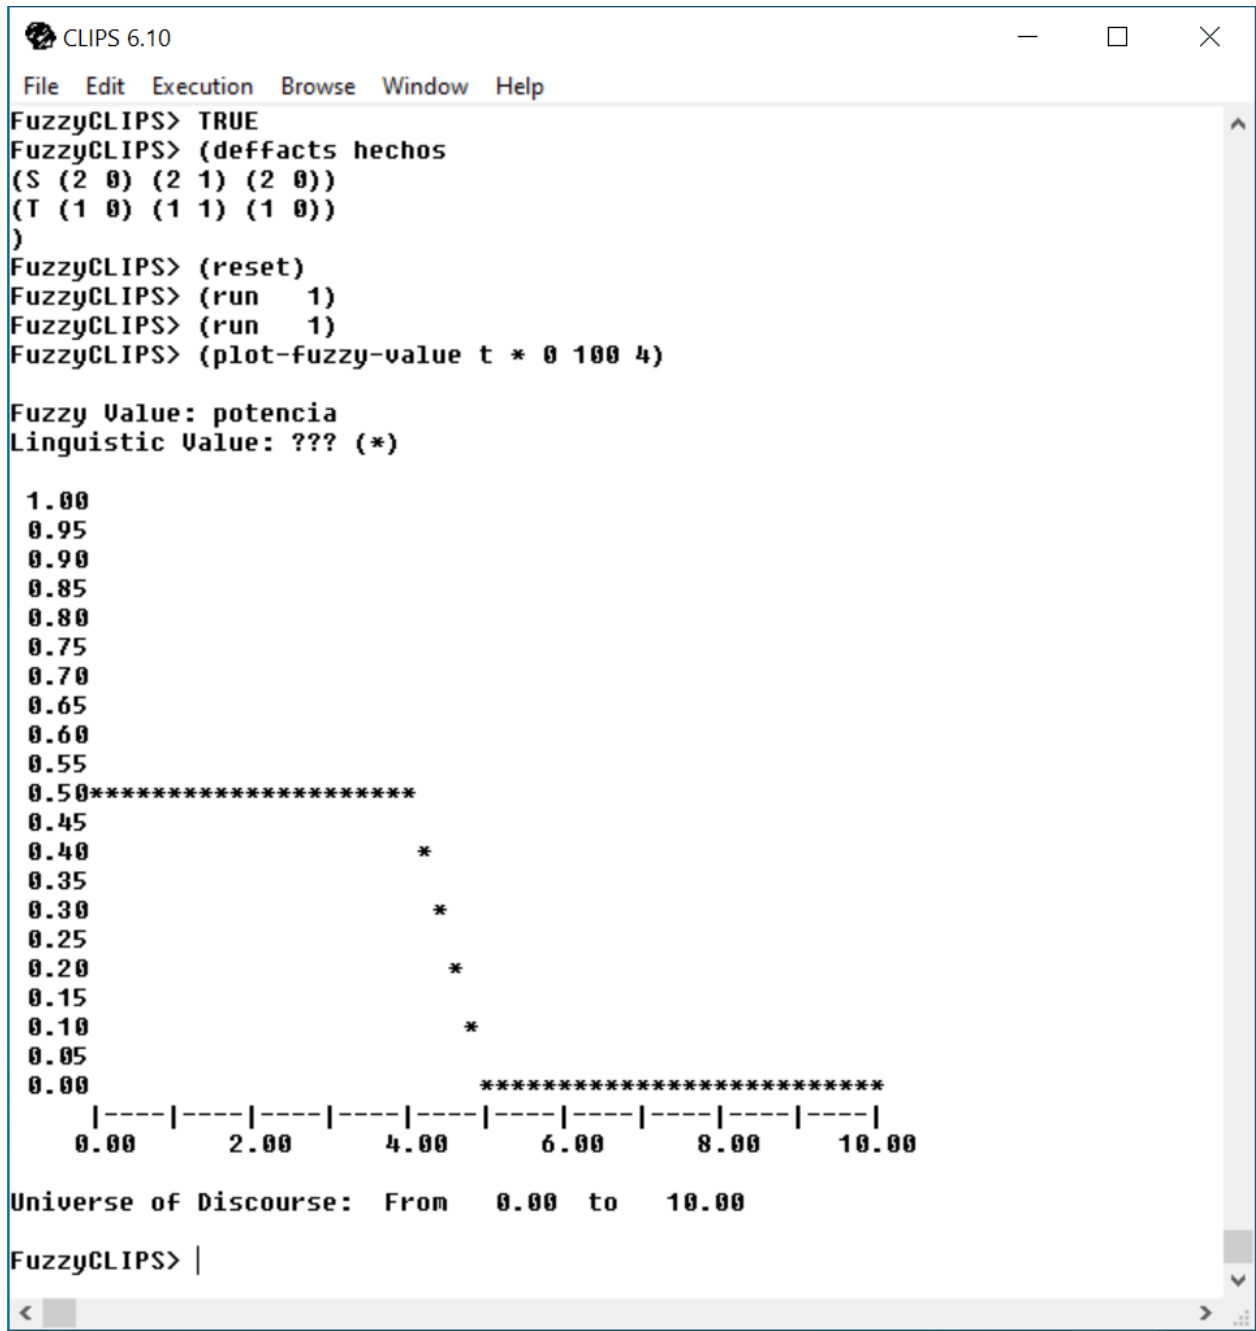 CLIPS 6.10
File Edit Execution Browse Window Help
FuzzyCLIPS> TRUE
FuzzyCLIPS> (deffacts hechos
(S (2 0) (2 1) (2 0))
(T (1 0) (1 1) (1 0))
)
FuzzyCLIPS> (reset)
FuzzyCLIPS> (run   1)
FuzzyCLIPS> (run   1)
FuzzyCLIPS> (plot-fuzzy-value t * 0 100 4)
Fuzzy Value: potencia
Linguistic Value: ??? (*)
 1.00
 0.95
 0.90
 0.85
 0.80
 0.75
 0.70
 0.65
 0.60
 0.55
 0.50*********************
 0.45
 0.40                     *
 0.35
 0.30                      *
 0.25
 0.20                       *
 0.15
 0.10                        *
 0.05
 0.00                         **************************
     |----|----|----|----|----|----|----|----|----|----|
    0.00      2.00      4.00      6.00      8.00      10.00
Universe of Discourse:  From   0.00  to   10.00
FuzzyCLIPS>